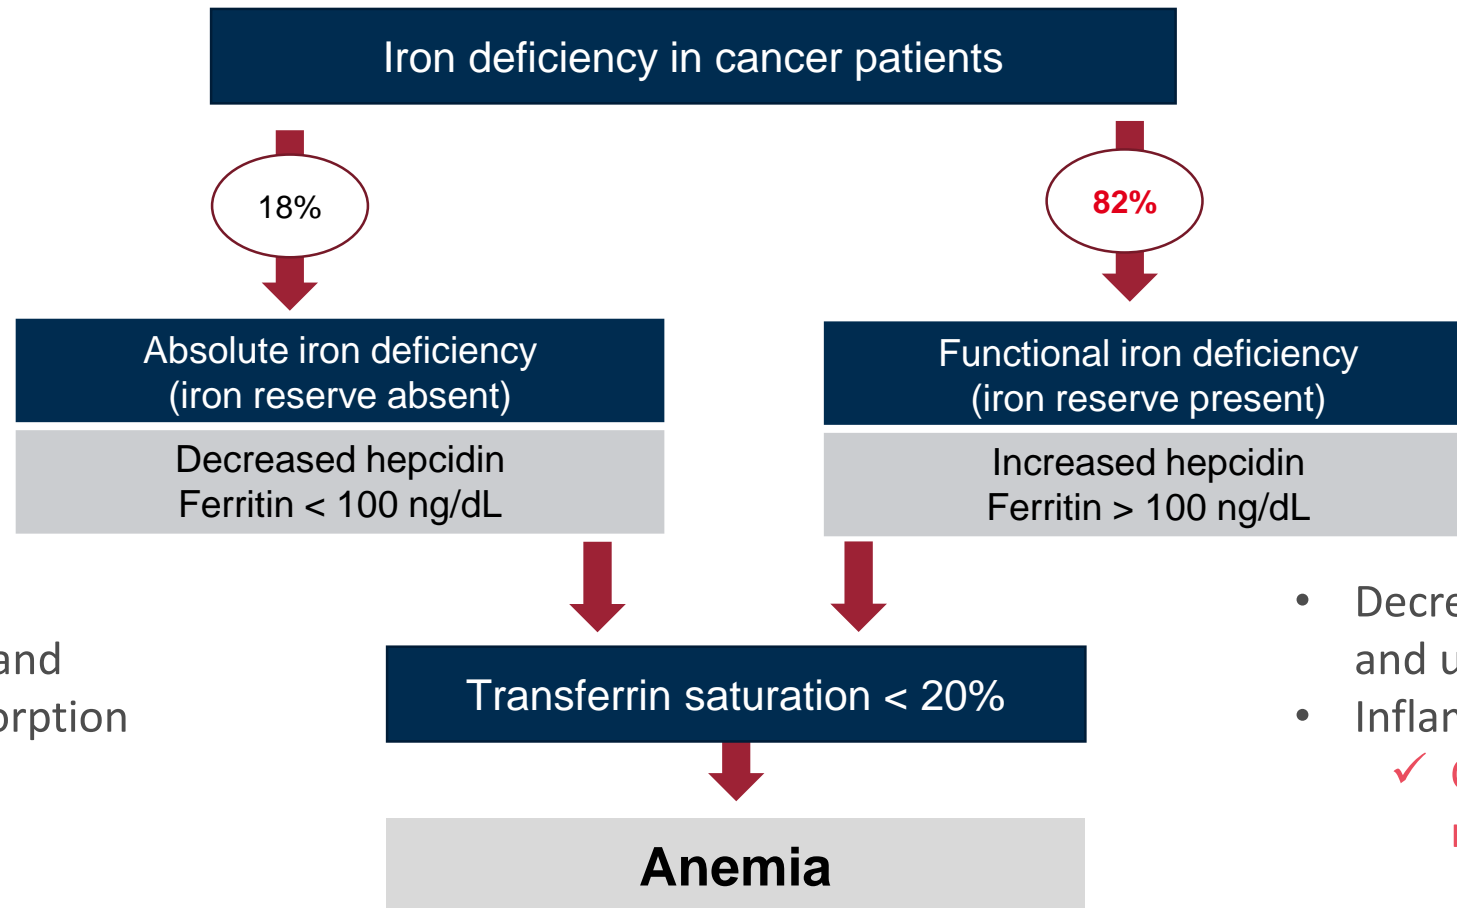 Iron deficiency in cancer patients
18%
82%
Absolute iron deficiency
(iron reserve absent)
Decreased hepcidin
Ferritin < 100 ng/dL
Functional iron deficiency
(iron reserve present)
Increased hepcidin
Ferritin > 100 ng/dL
and
Transferrin saturation < 20%
•
and
•
✓
Anemia